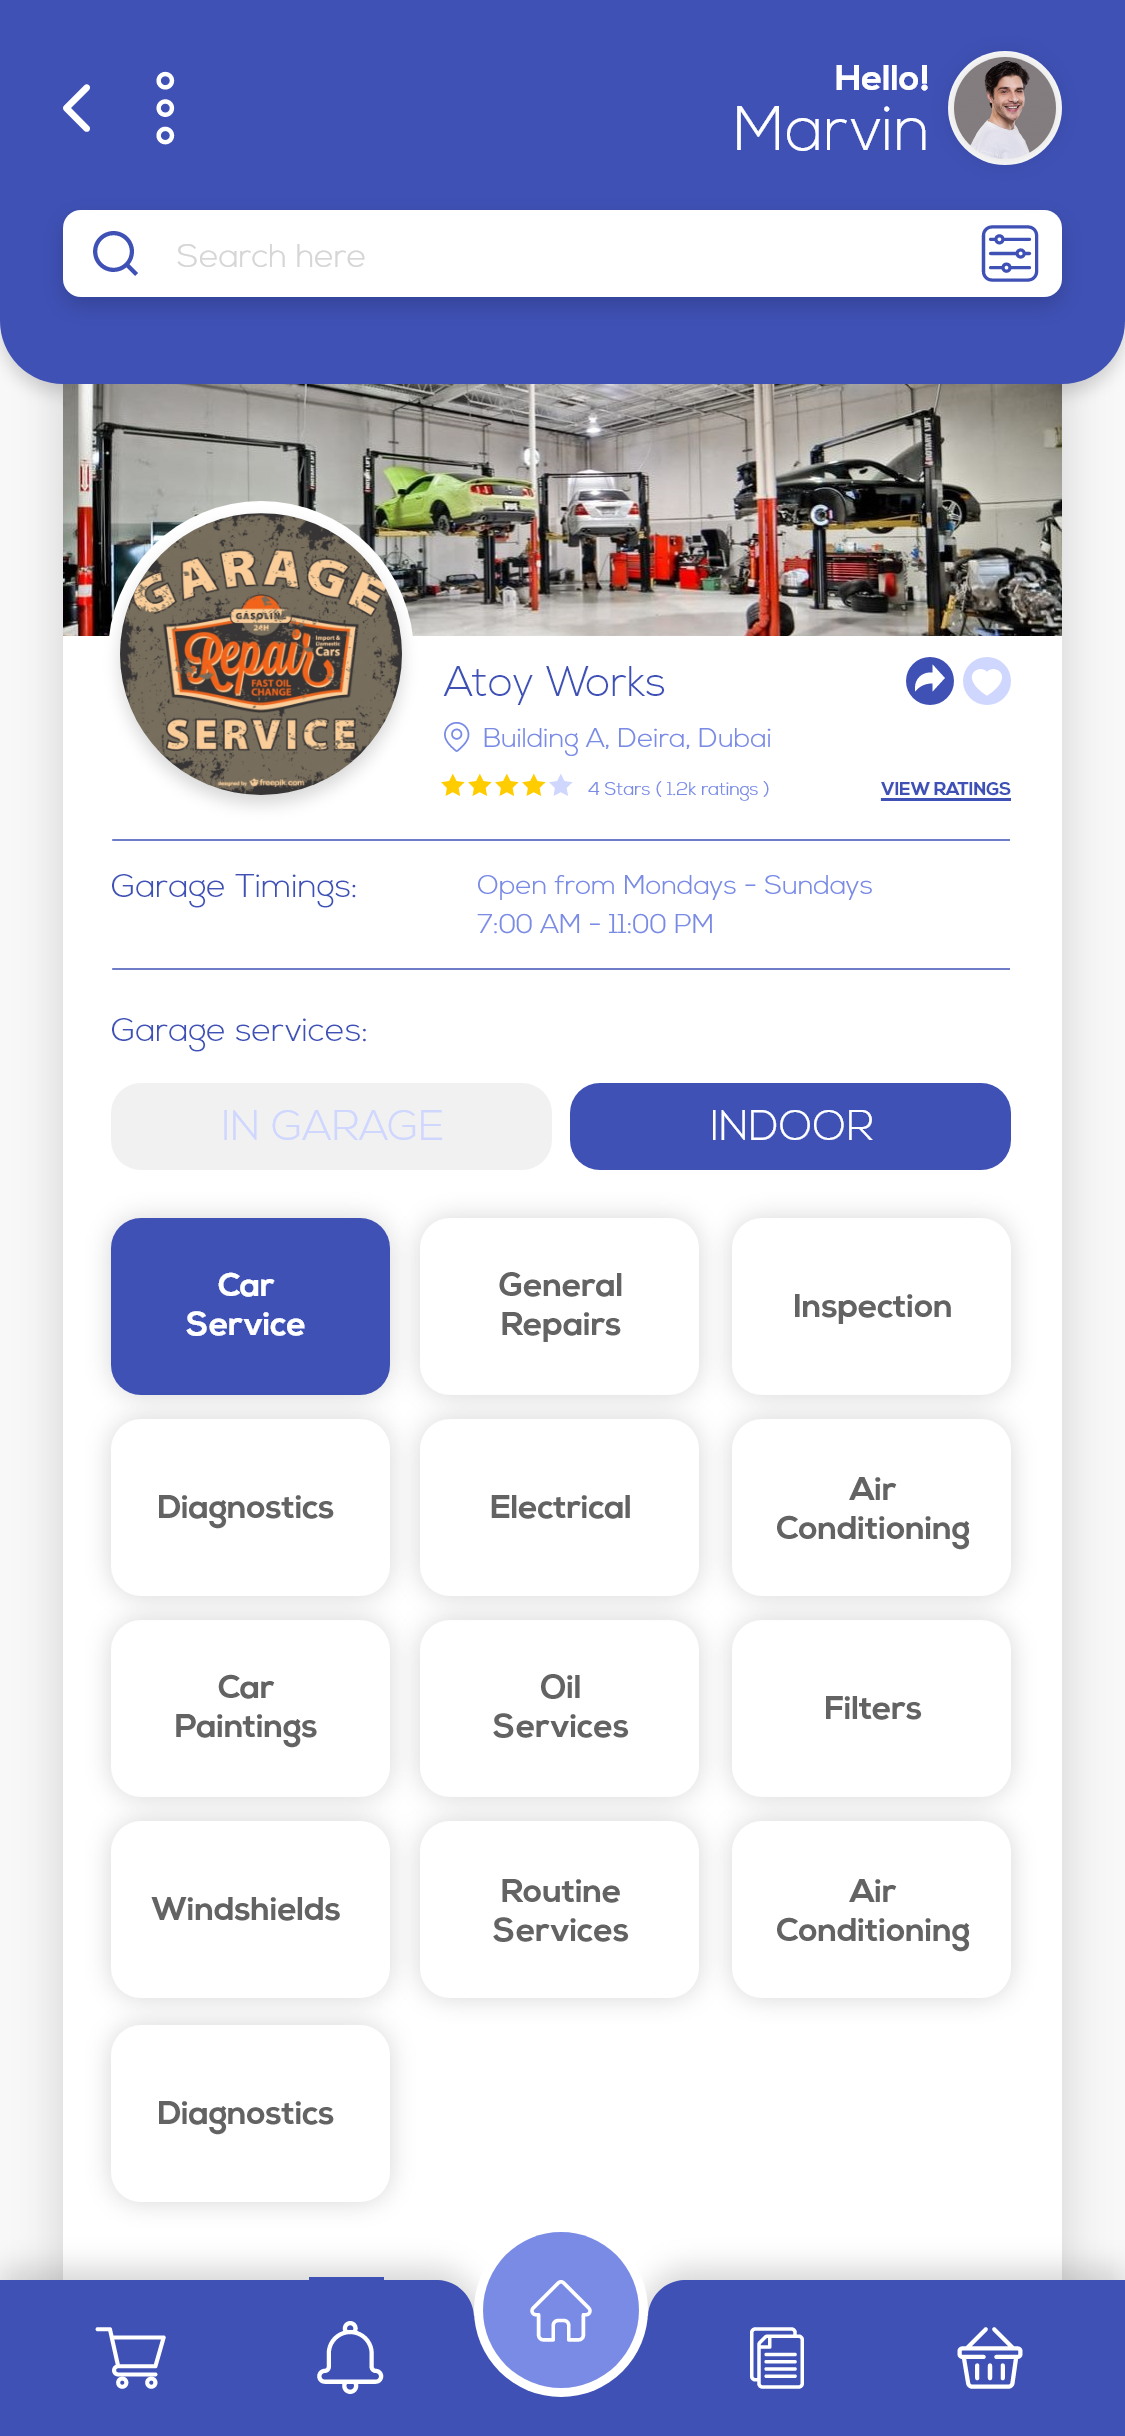 Hello!
Marvin
Search here
GARAGE
GASOLINE
24H
Repair
Import &
Domestic
Cars
FAST OIL
CHANGE
SERVICE
designed by freepik.com
Atoy Works
Building A, Deira, Dubai
4 Stars ( 1.2k ratings )
VIEW RATINGS
Garage Timings:
Open from Mondays - Sundays
7:00 AM - 11:00 PM
Garage services:
IN GARAGE
INDOOR
Car
Service
General
Repairs
Inspection
Diagnostics
Electrical
Air
Conditioning
Car
Paintings
Oil
Services
Filters
Windshields
Routine
Services
Air
Conditioning
Diagnostics